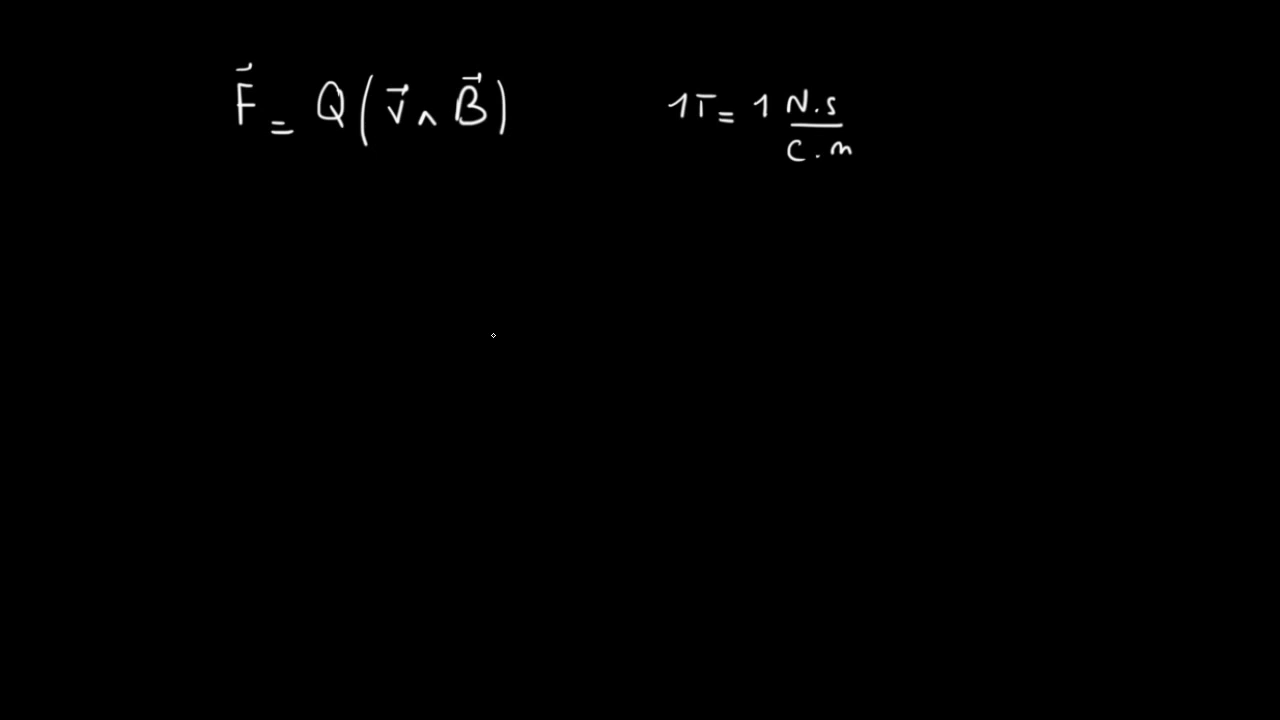 F⃗ = Q(v⃗ ∧ B⃗)
1T = 1 N.s / C.m